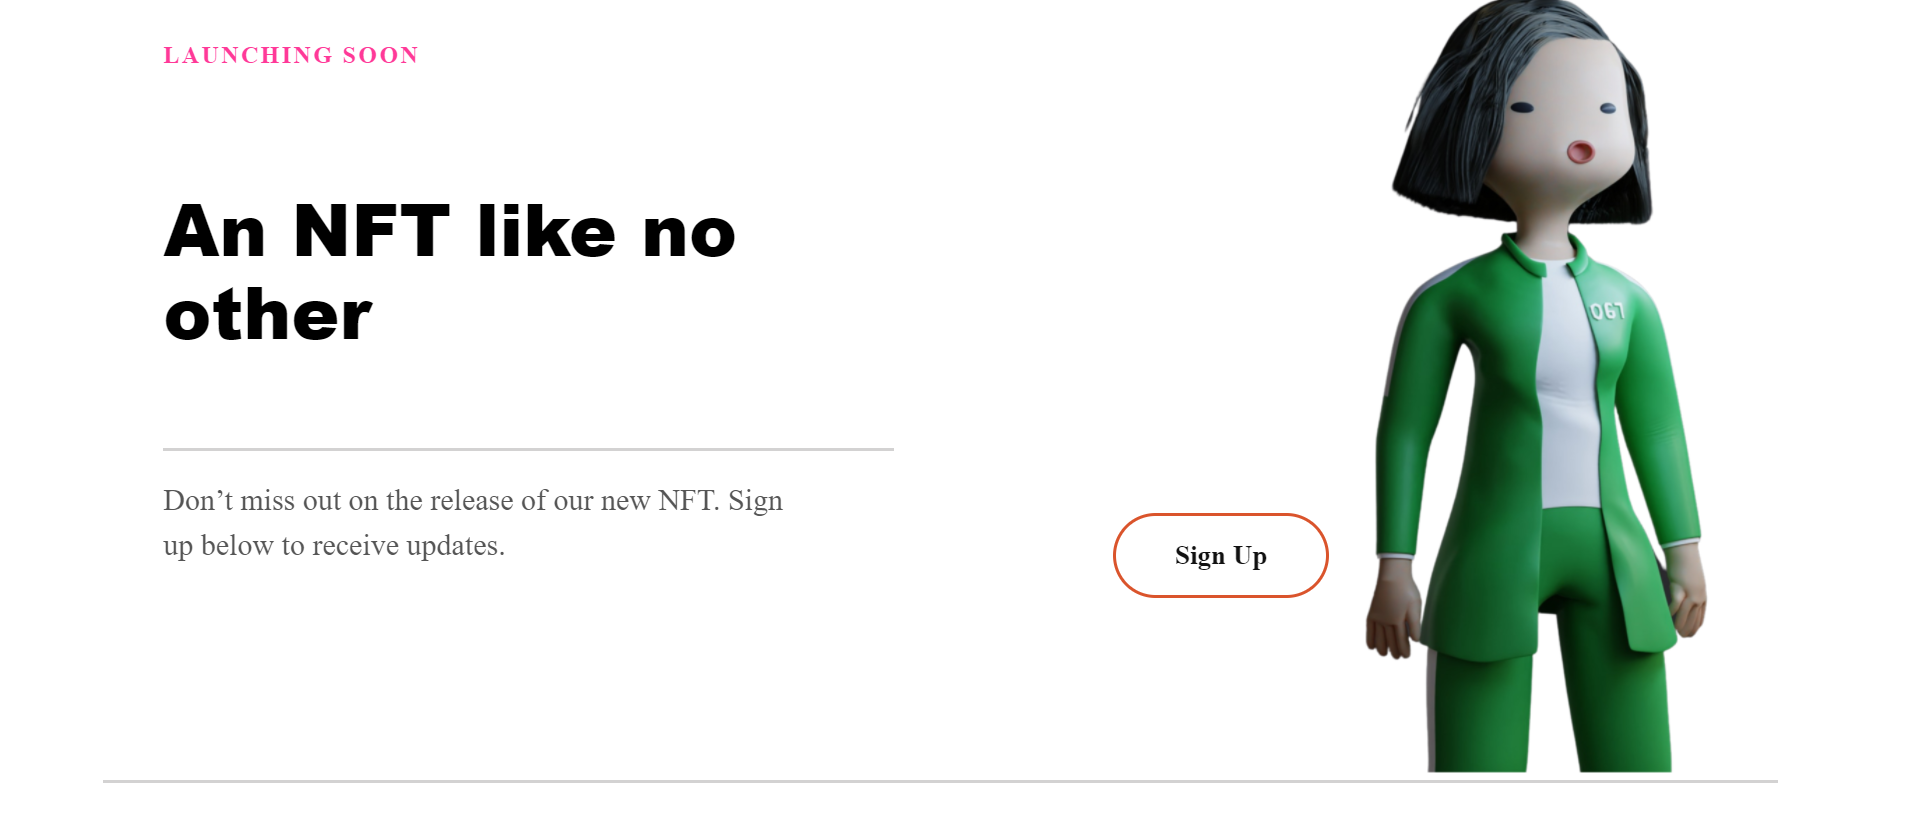 LAUNCHING SOON
An NFT like no
other
Don’t miss out on the release of our new NFT. Sign
up below to receive updates.
Sign Up
067